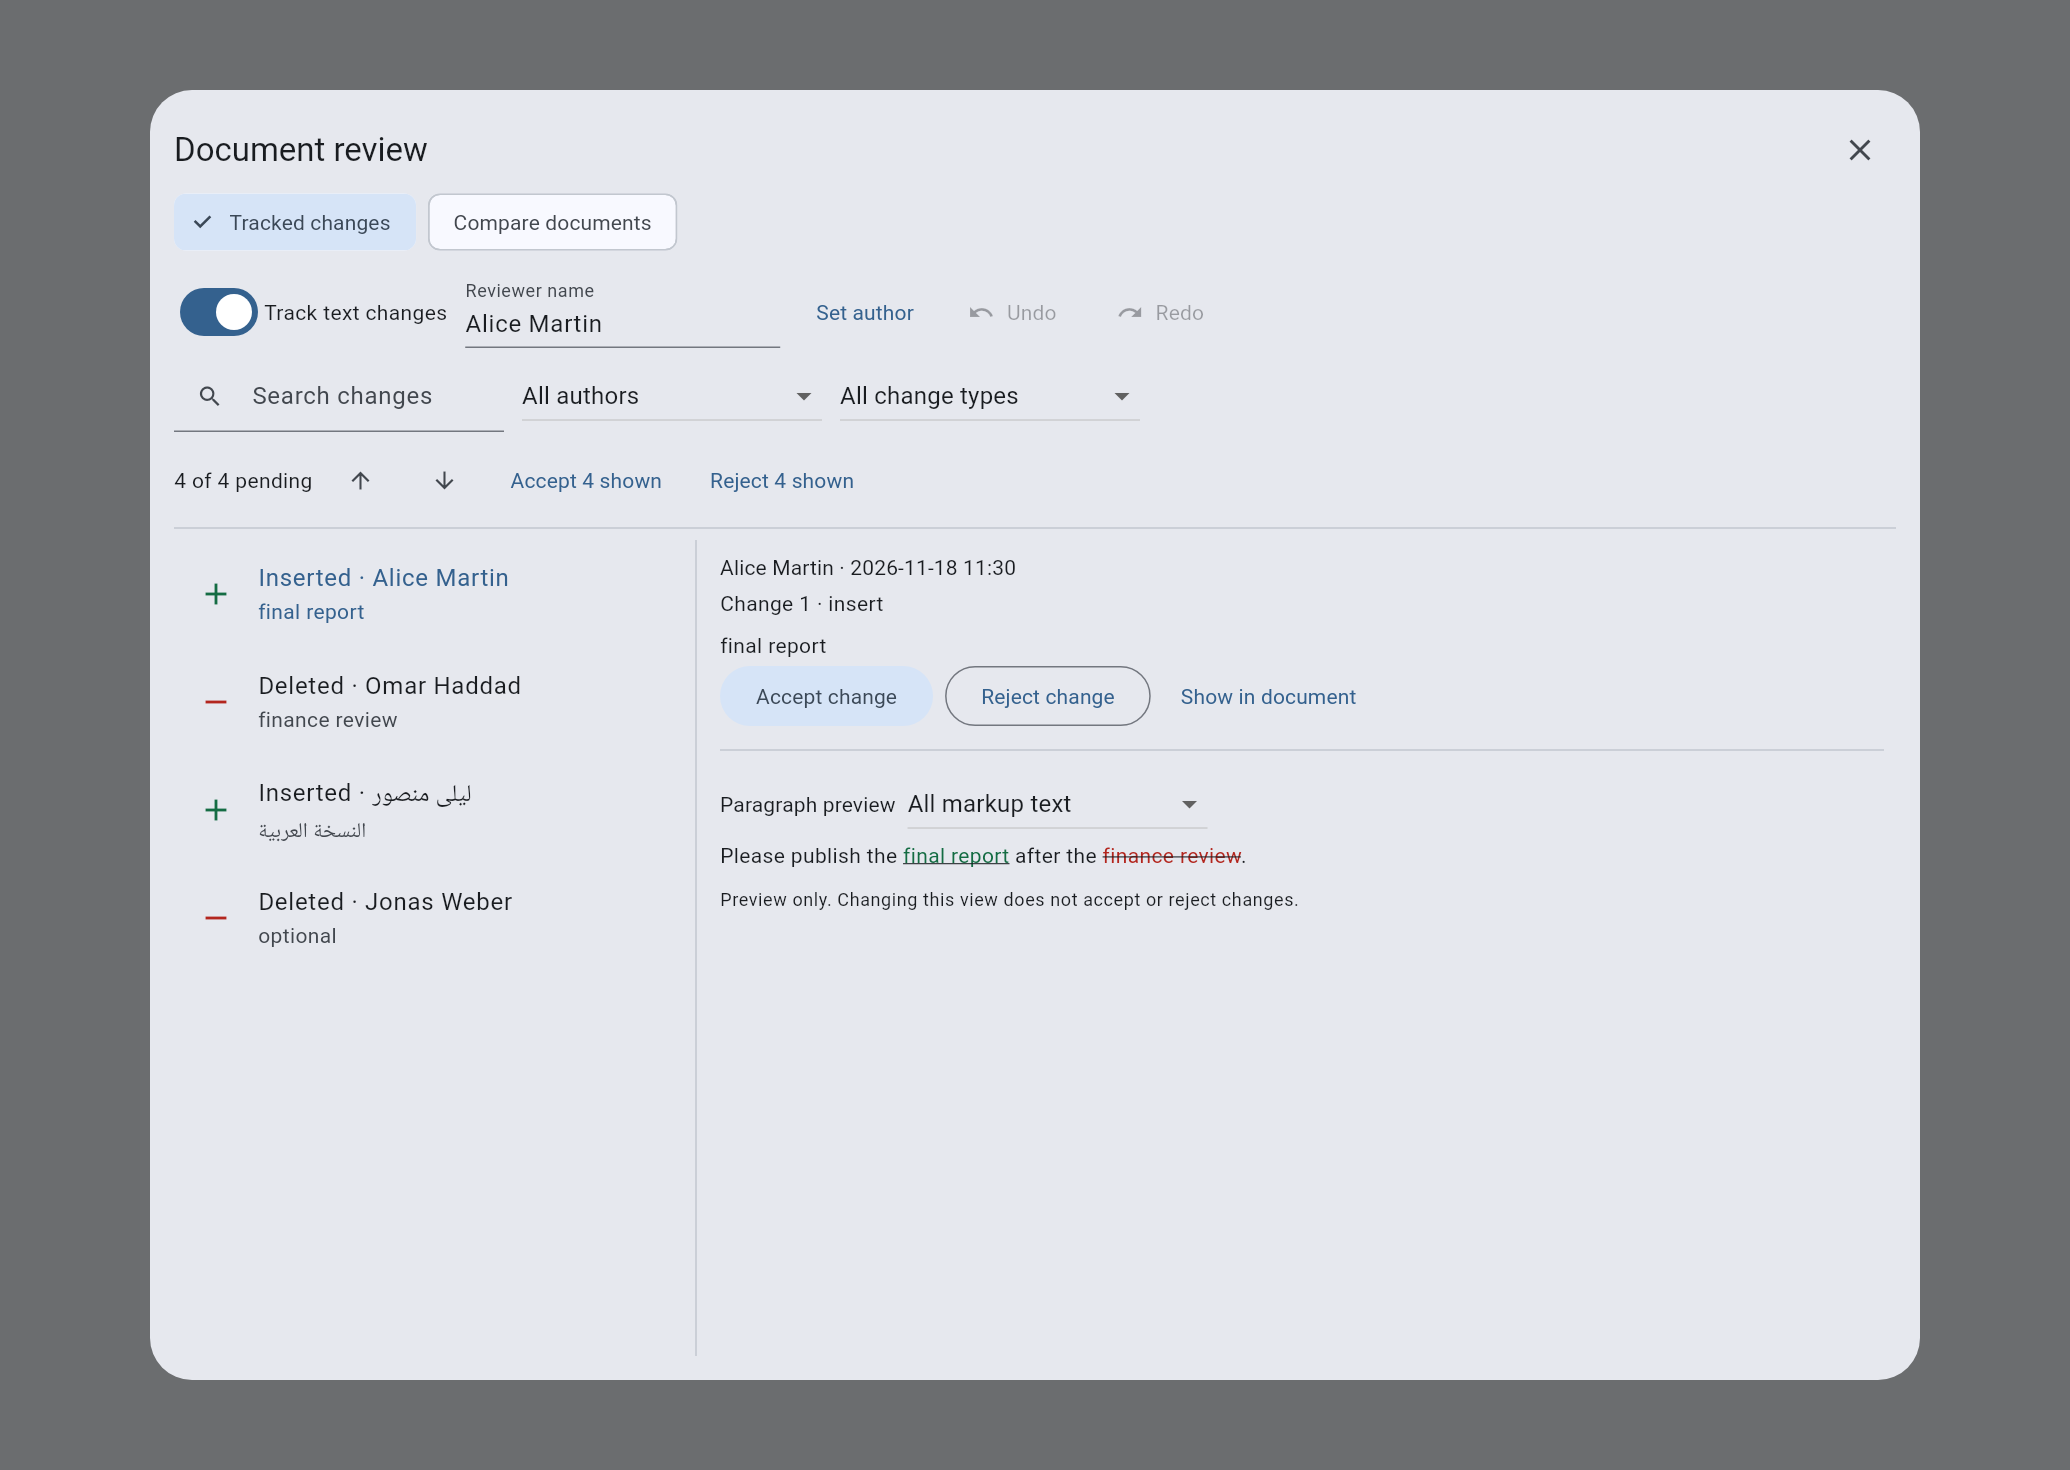 Document review
Tracked changes
Compare documents
Track text changes
Reviewer name
Alice Martin
Set author
Undo
Redo
Search changes
All authors
All change types
4 of 4 pending
Accept 4 shown
Reject 4 shown
Inserted · Alice Martin
final report
Deleted · Omar Haddad
finance review
Inserted · ليلى منصور
النسخة العربية
Deleted · Jonas Weber
optional
Alice Martin · 2026-11-18 11:30
Change 1 · insert
final report
Accept change
Reject change
Show in document
Paragraph preview
All markup text
Please publish the final report after the finance review.
Preview only. Changing this view does not accept or reject changes.